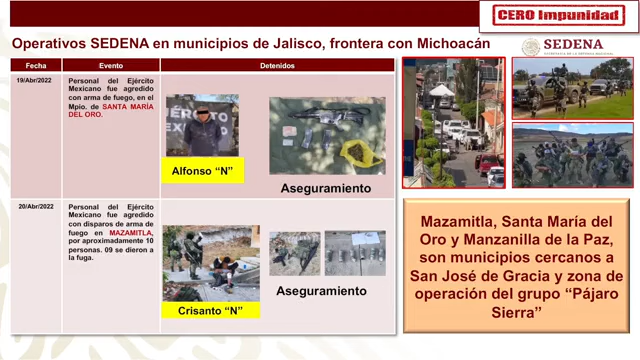 CERO Impunidad
Operativos SEDENA en municipios de Jalisco, frontera con Michoacán
SEDENA
Fecha
Evento
Detenidos
19/Abr/2022
Personal del Ejército
Mexicano fue agredido
con arma de fuego, en el
Mpio. de SANTA MARÍA
DEL ORO.
Alfonso “N”
Aseguramiento
20/Abr/2022
Personal del Ejército
Mexicano fue agredido
con disparos de arma de
fuego en MAZAMITLA,
por aproximadamente 10
personas. 09 se dieron a
la fuga.
Crisanto “N”
Aseguramiento
Mazamitla, Santa María del
Oro y Manzanilla de la Paz,
son municipios cercanos a
San José de Gracia y zona de
operación del grupo “Pájaro
Sierra”